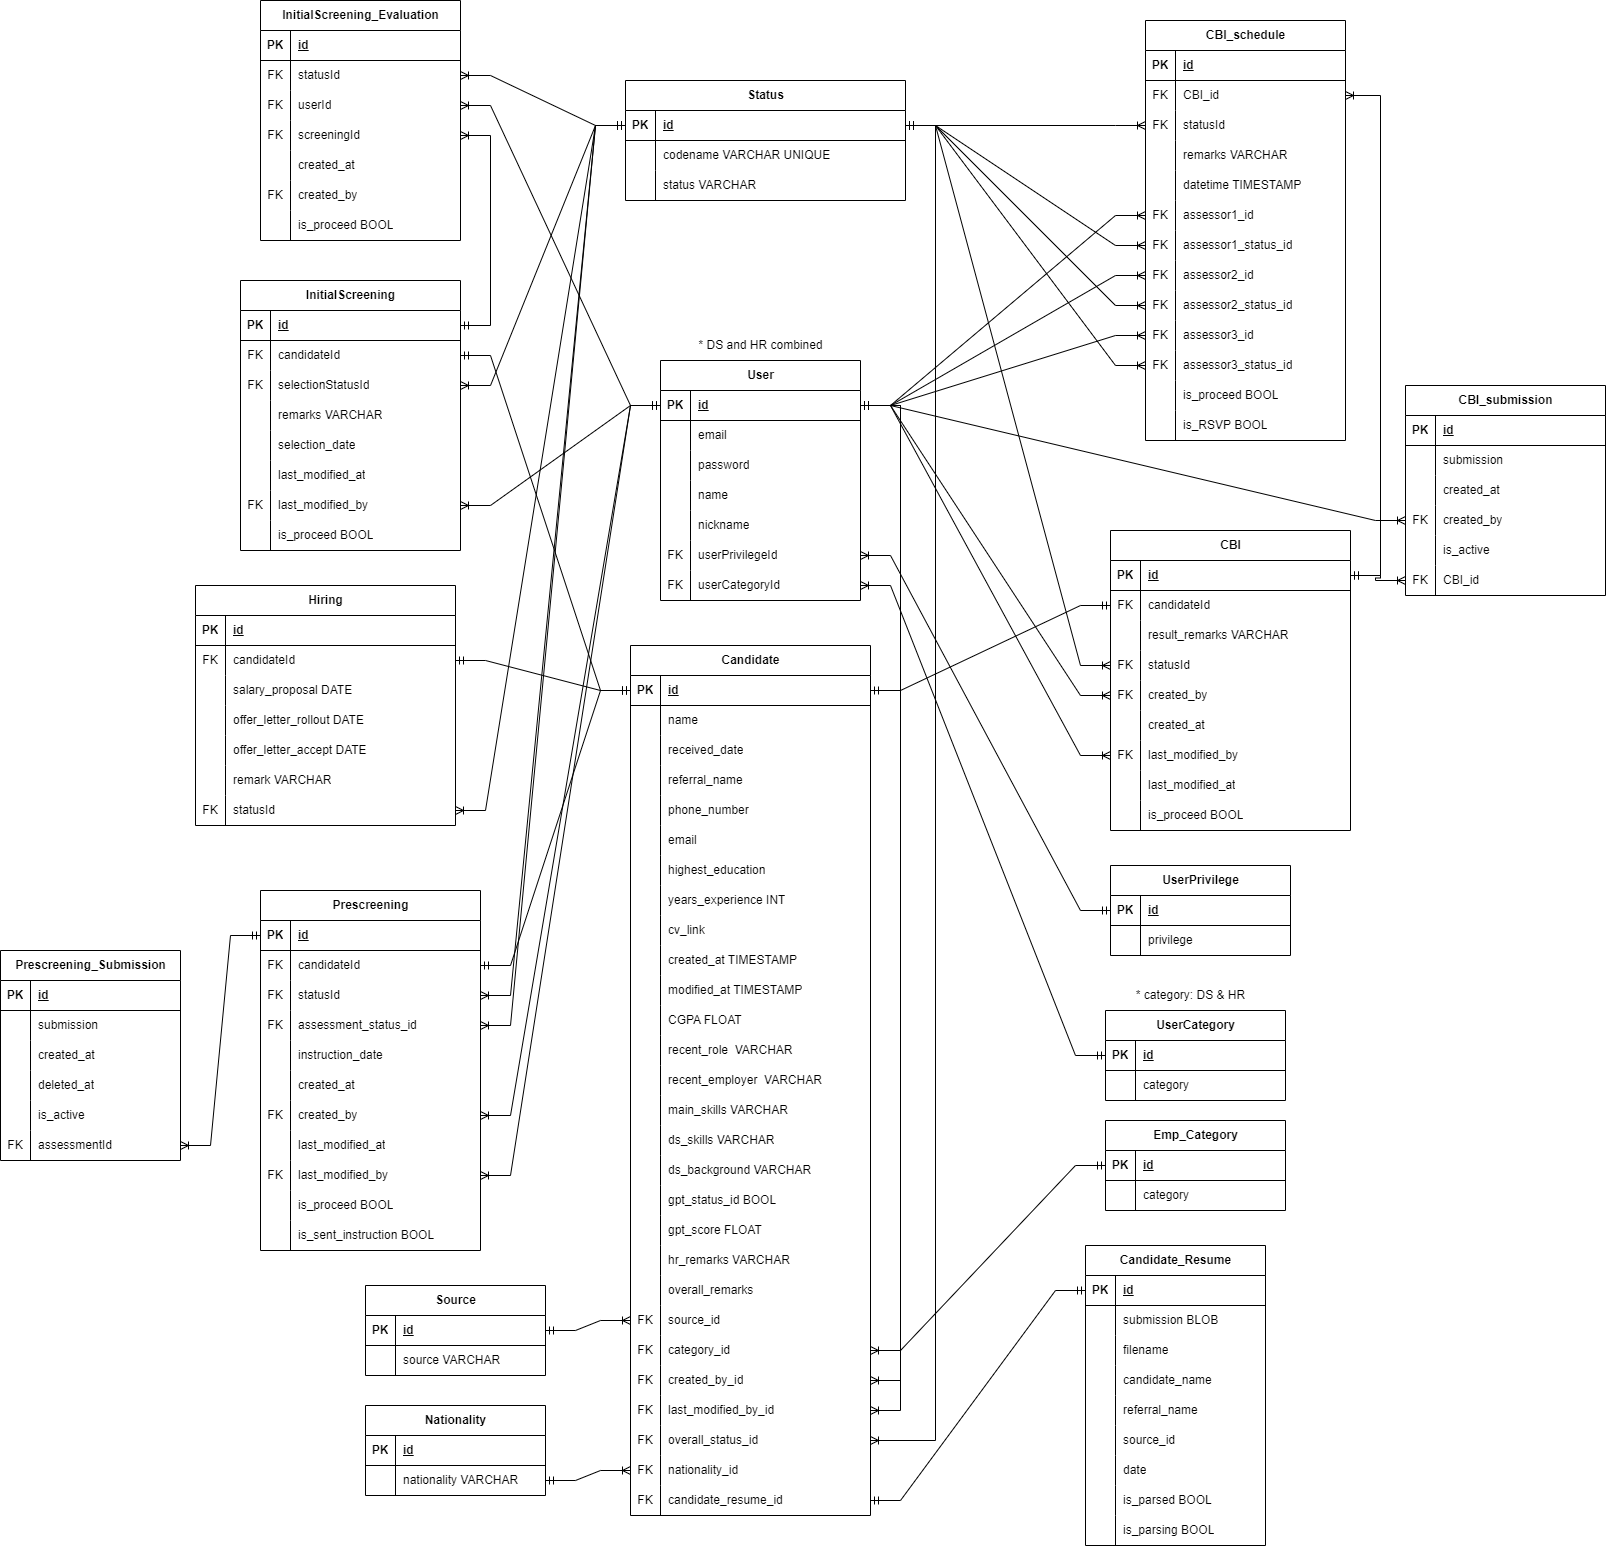 InitialScreening_Evaluation
PK id
FK statusId
FK userId
FK screeningId
created_at
FK created_by
is_proceed BOOL
Status
PK id
codename VARCHAR UNIQUE
status VARCHAR
CBI_schedule
PK id
FK CBI_id
FK statusId
remarks VARCHAR
datetime TIMESTAMP
FK assessor1_id
FK assessor1_status_id
FK assessor2_id
FK assessor2_status_id
FK assessor3_id
FK assessor3_status_id
is_proceed BOOL
is_RSVP BOOL
InitialScreening
PK id
FK candidateId
FK selectionStatusId
remarks VARCHAR
selection_date
last_modified_at
FK last_modified_by
is_proceed BOOL
* DS and HR combined
User
PK id
email
password
name
nickname
FK userPrivilegeId
FK userCategoryId
CBI_submission
PK id
submission
created_at
FK created_by
is_active
FK CBI_id
CBI
PK id
FK candidateId
result_remarks VARCHAR
FK statusId
FK created_by
created_at
FK last_modified_by
last_modified_at
is_proceed BOOL
Hiring
PK id
FK candidateId
salary_proposal DATE
offer_letter_rollout DATE
offer_letter_accept DATE
remark VARCHAR
FK statusId
Candidate
PK id
name
received_date
referral_name
phone_number
email
highest_education
years_experience INT
cv_link
created_at TIMESTAMP
modified_at TIMESTAMP
CGPA FLOAT
recent_role  VARCHAR
recent_employer  VARCHAR
main_skills VARCHAR
ds_skills VARCHAR
ds_background VARCHAR
gpt_status_id BOOL
gpt_score FLOAT
hr_remarks VARCHAR
overall_remarks
FK source_id
FK category_id
FK created_by_id
FK last_modified_by_id
FK overall_status_id
FK nationality_id
FK candidate_resume_id
UserPrivilege
PK id
privilege
Prescreening
PK id
FK candidateId
FK statusId
FK assessment_status_id
instruction_date
created_at
FK created_by
last_modified_at
FK last_modified_by
is_proceed BOOL
is_sent_instruction BOOL
Prescreening_Submission
PK id
submission
created_at
deleted_at
is_active
FK assessmentId
* category: DS & HR
UserCategory
PK id
category
Emp_Category
PK id
category
Candidate_Resume
PK id
submission BLOB
filename
candidate_name
referral_name
source_id
date
is_parsed BOOL
is_parsing BOOL
Source
PK id
source VARCHAR
Nationality
PK id
nationality VARCHAR